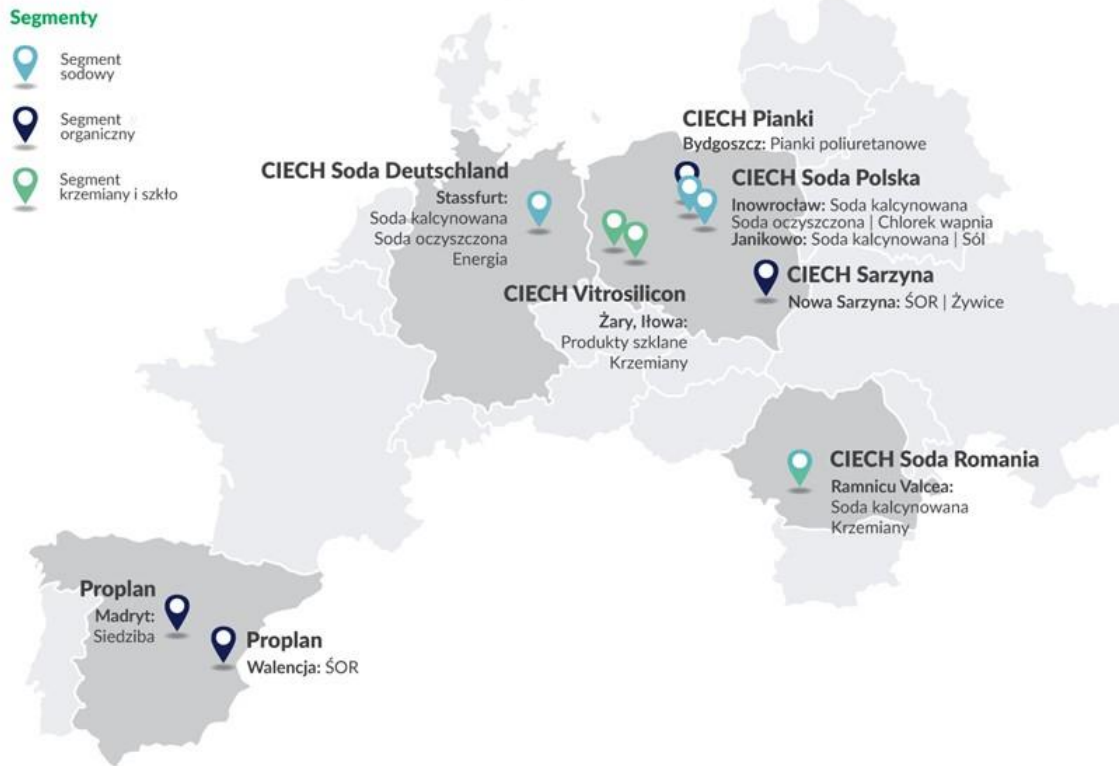 Segmenty
Segment
sodowy
Segment
organiczny
Segment
krzemiany i szkło
CIECH Pianki
Bydgoszcz: Pianki poliuretanowe
CIECH Soda Deutschland
Stassfurt:
Soda kalcynowana
Soda oczyszczona
Energia
CIECH Soda Polska
Inowrocław: Soda kalcynowana
Soda oczyszczona | Chlorek wapnia
Janikowo: Soda kalcynowana | Sól
CIECH Sarzyna
Nowa Sarzyna: ŚOR | Żywice
CIECH Vitrosilicon
Żary, Iłowa:
Produkty szklane
Krzemiany
CIECH Soda Romania
Ramnicu Valcea:
Soda kalcynowana
Krzemiany
Proplan
Madryt:
Siedziba
Proplan
Walencja: ŚOR